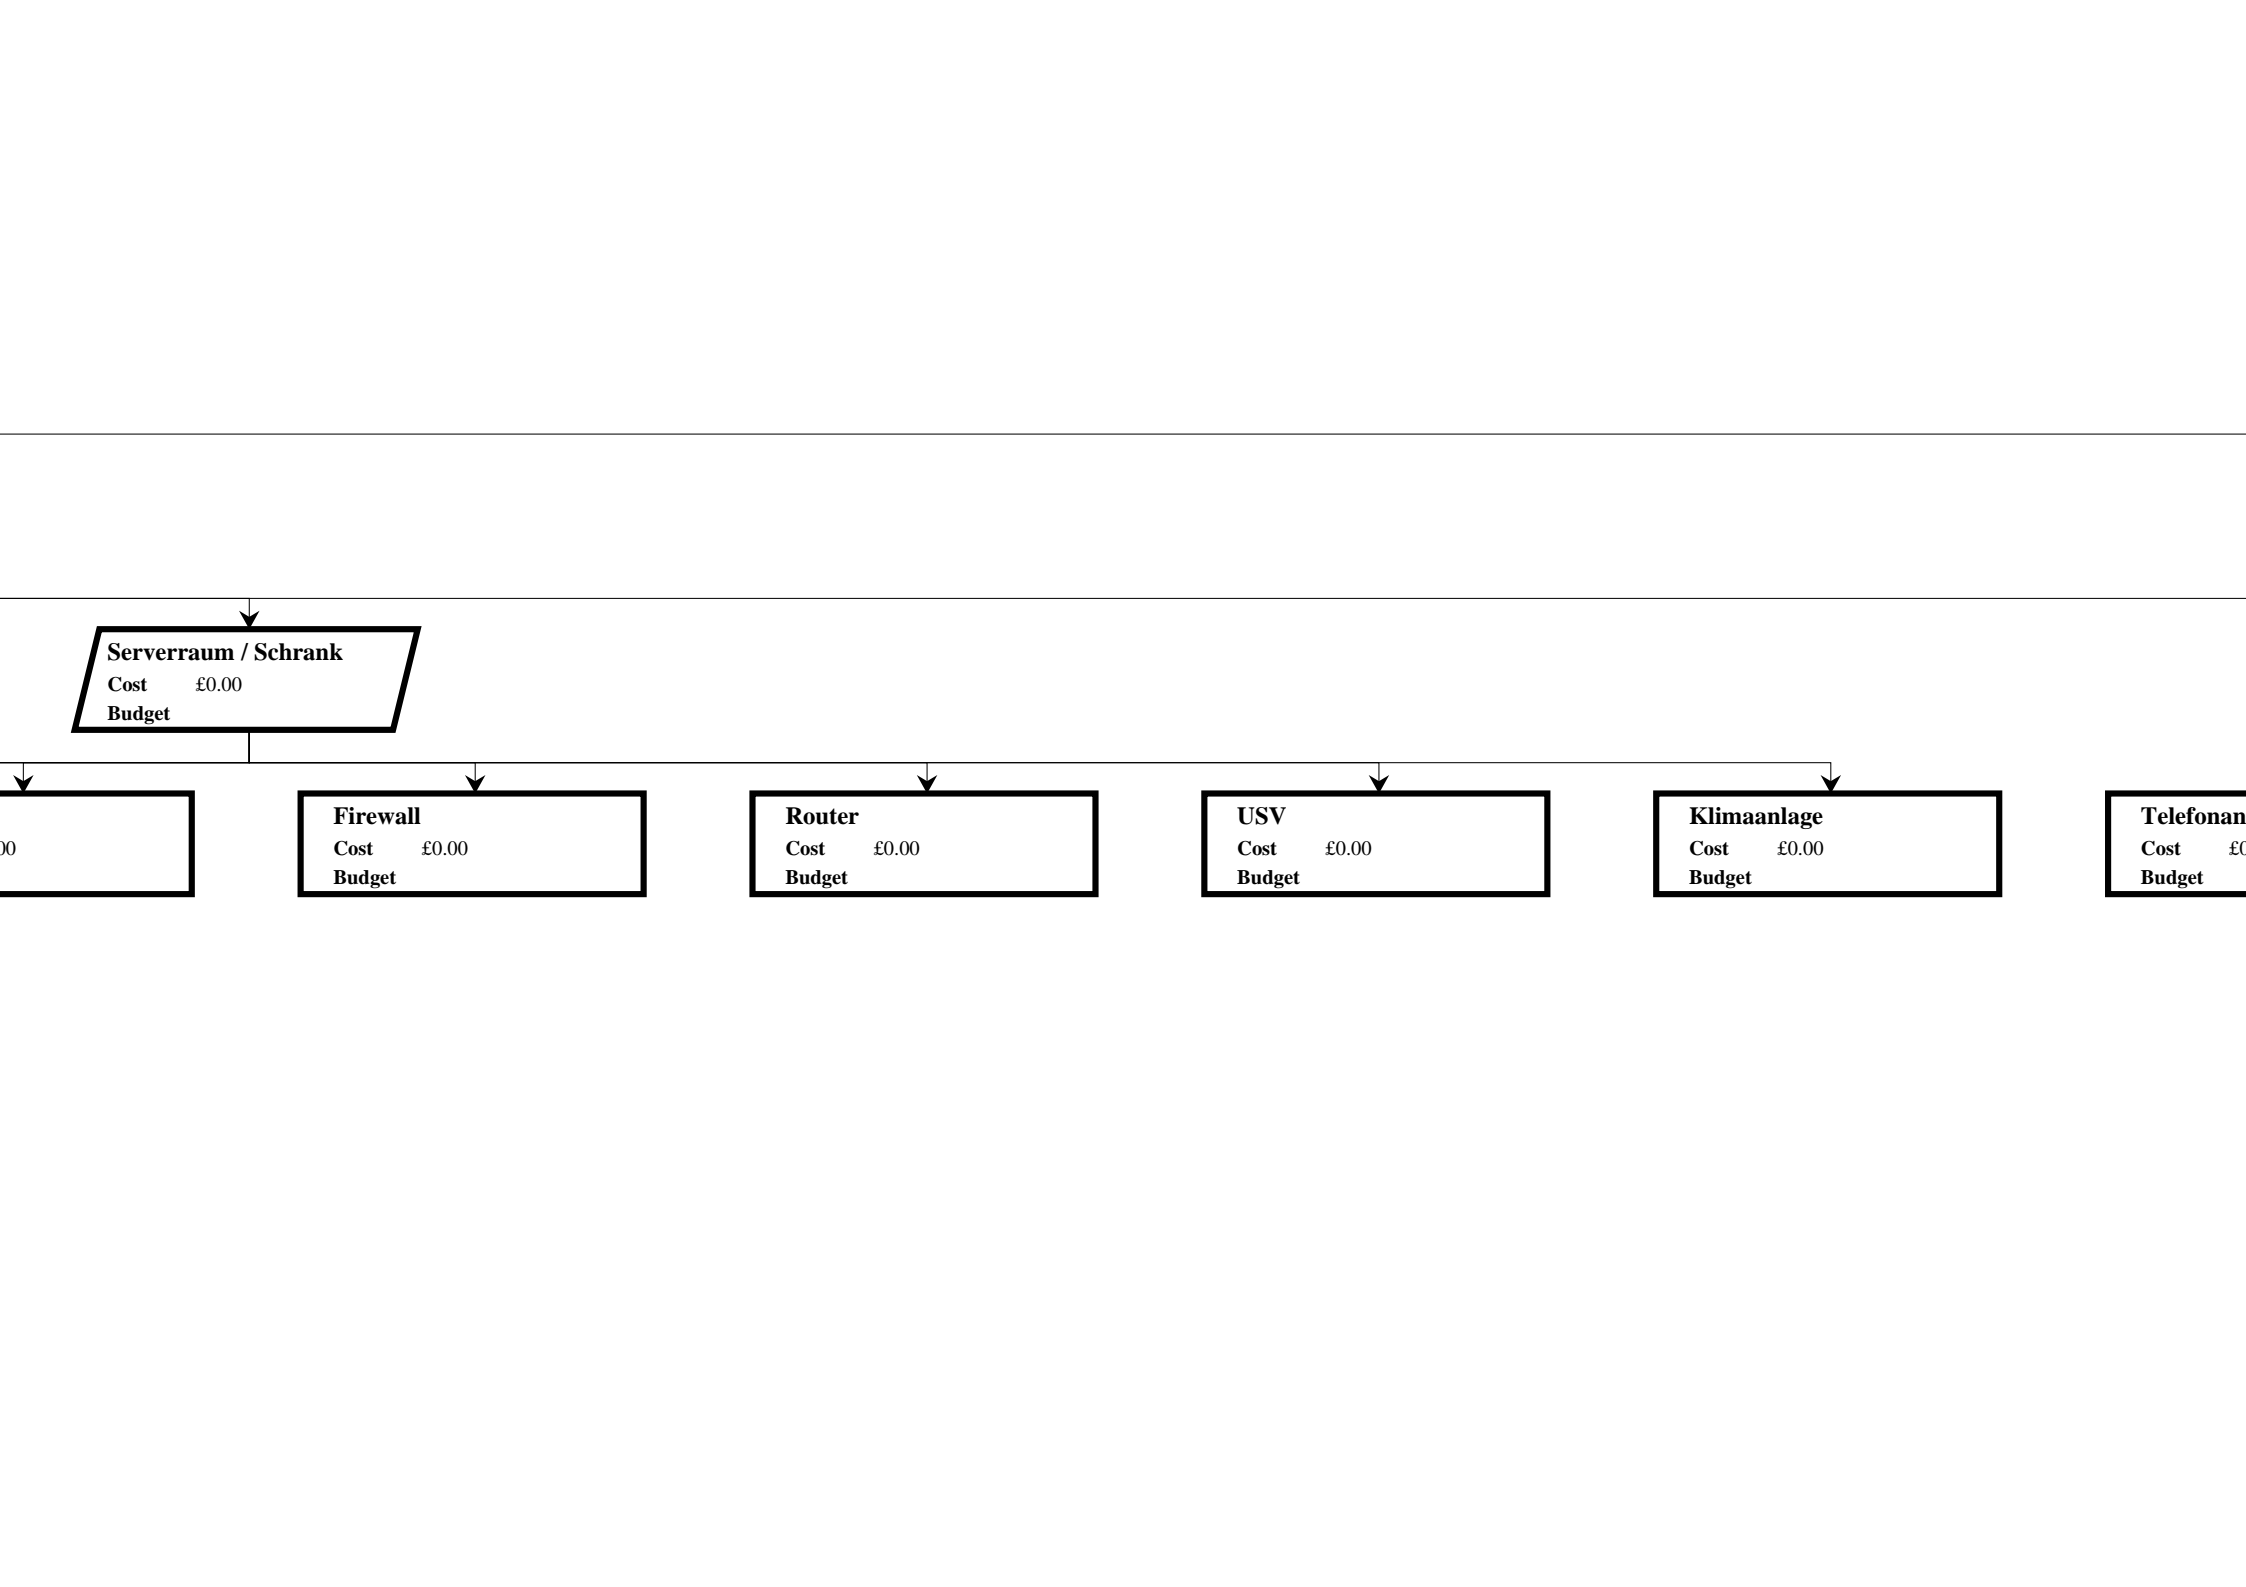 Serverraum / Schrank
Cost £0.00
Budget
Firewall
Cost £0.00
Budget
Router
Cost £0.00
Budget
USV
Cost £0.00
Budget
Klimaanlage
Cost £0.00
Budget
Cost
Budget